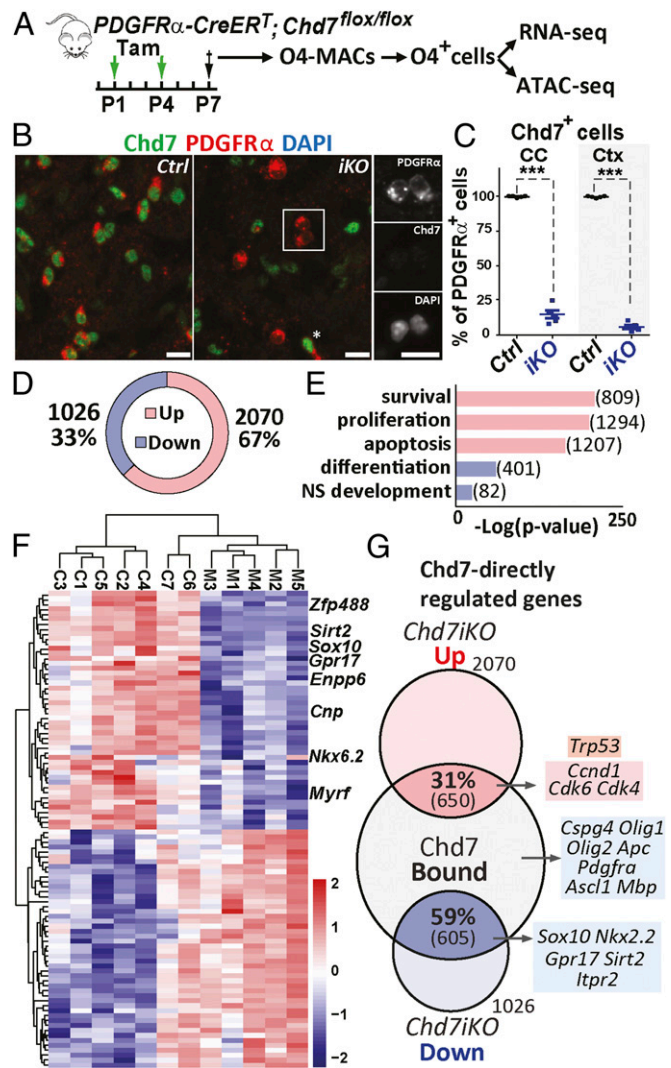 A
PDGFRα-CreERᵀ; Chd7ᶠˡᵒˣ/ᶠˡᵒˣ
Tam
P1 P4 P7
O4-MACs
O4⁺cells
RNA-seq
ATAC-seq
B
Chd7 PDGFRα DAPI
Ctrl
iKO
*
PDGFRα
Chd7
DAPI
C
Chd7⁺ cells
CC Ctx
*** ***
% of PDGFRα⁺ cells
100
75
50
25
0
Ctrl iKO Ctrl iKO
D
1026
33%
Up
Down
2070
67%
E
survival (809)
proliferation (1294)
apoptosis (1207)
differentiation (401)
NS development (82)
0 250
-Log(p-value)
F
C3 C1 C5 C2 C4 C7 C6 M3 M1 M4 M2 M5
Zfp488
Sirt2
Sox10
Gpr17
Enpp6
Cnp
Nkx6.2
Myrf
2
1
0
−1
−2
G
Chd7-directly
regulated genes
Chd7iKO
Up
2070
31%
(650)
Trp53
Ccnd1
Cdk6 Cdk4
Chd7
Bound
Cspg4 Olig1
Olig2 Apc
Pdgfra
Ascl1 Mbp
59%
(605)
Sox10 Nkx2.2
Gpr17 Sirt2
Itpr2
1026
Chd7iKO
Down